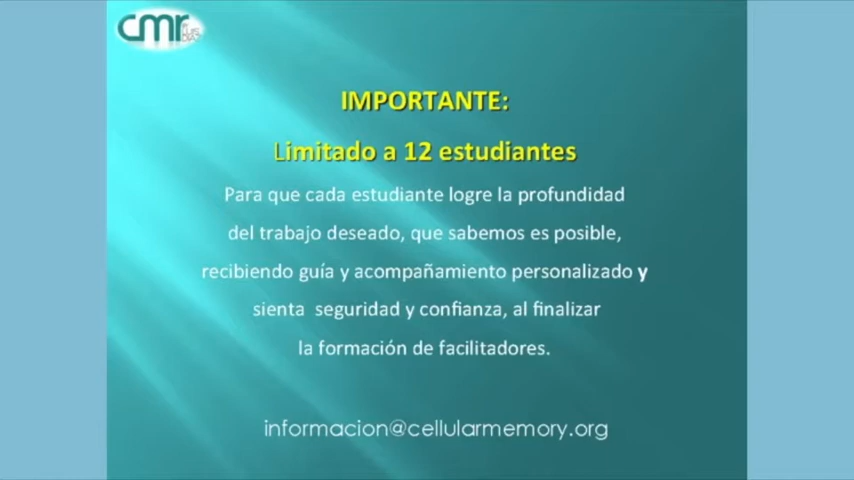 cmr
IMPORTANTE:
Limitado a 12 estudiantes
Para que cada estudiante logre la profundidad
del trabajo deseado, que sabemos es posible,
recibiendo guía y acompañamiento personalizado y
sienta seguridad y confianza, al finalizar
la formación de facilitadores.
informacion@cellularmemory.org